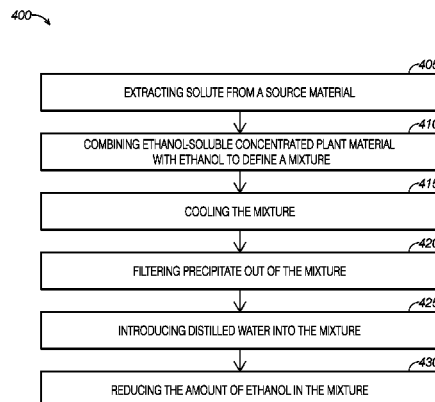 400
405
EXTRACTING SOLUTE FROM A SOURCE MATERIAL
410
COMBINING ETHANOL-SOLUBLE CONCENTRATED PLANT MATERIAL
WITH ETHANOL TO DEFINE A MIXTURE
415
COOLING THE MIXTURE
420
FILTERING PRECIPITATE OUT OF THE MIXTURE
425
INTRODUCING DISTILLED WATER INTO THE MIXTURE
430
REDUCING THE AMOUNT OF ETHANOL IN THE MIXTURE